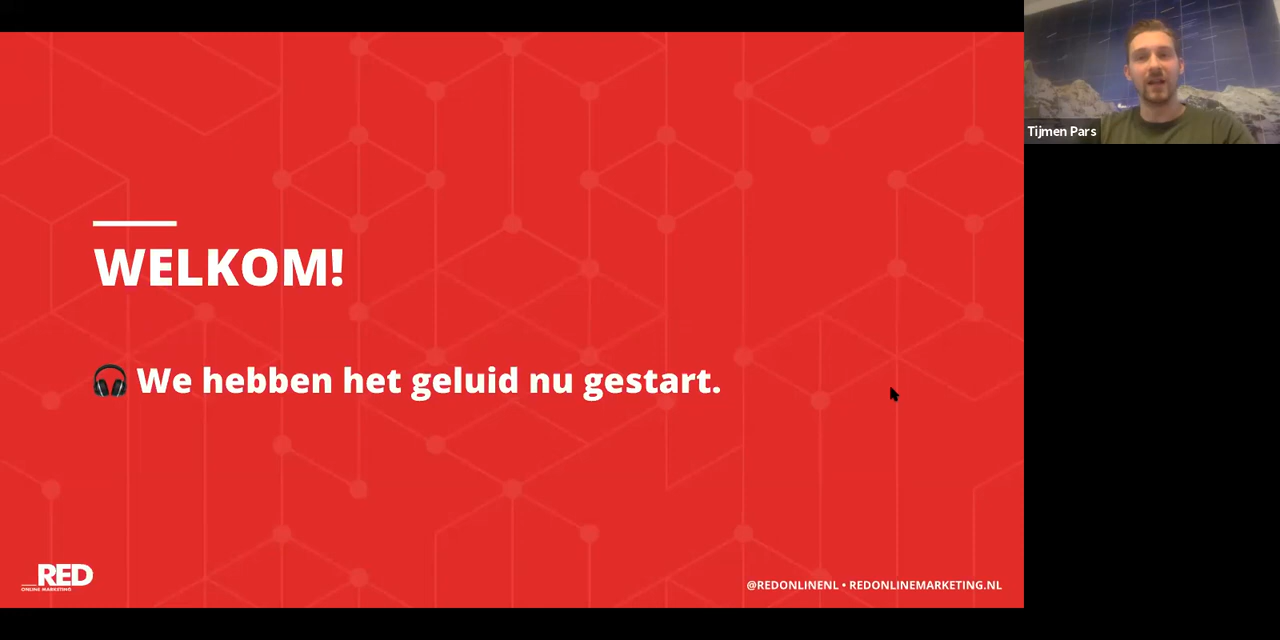 Tijmen Pars
WELKOM!
🎧 We hebben het geluid nu gestart.
RED
ONLINE MARKETING
@REDONLINENL • REDONLINEMARKETING.NL